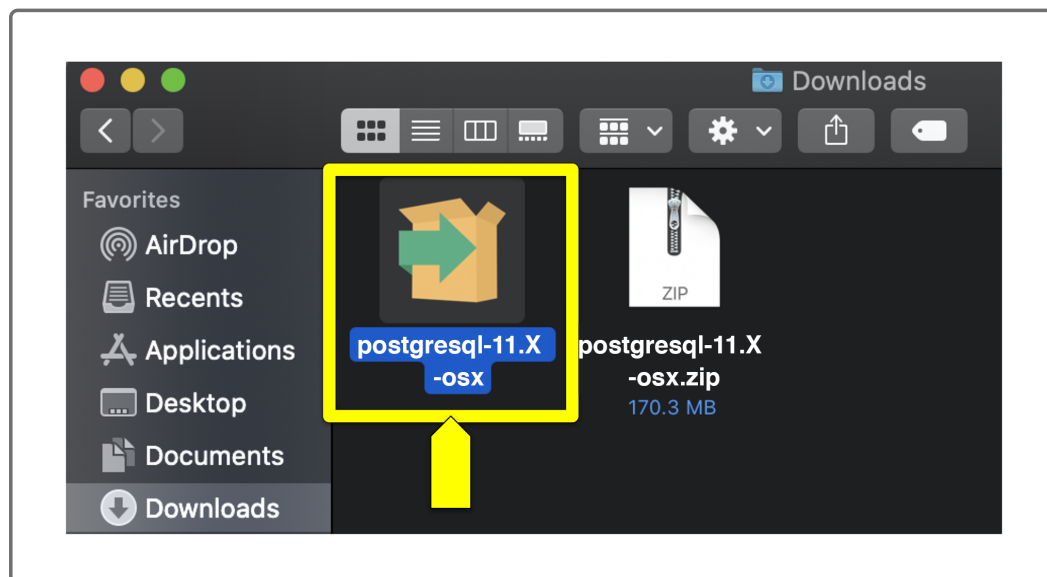 Downloads
Favorites
AirDrop
Recents
Applications
Desktop
Documents
Downloads
postgresql-11.X
-osx
ZIP
postgresql-11.X
-osx.zip
170.3 MB